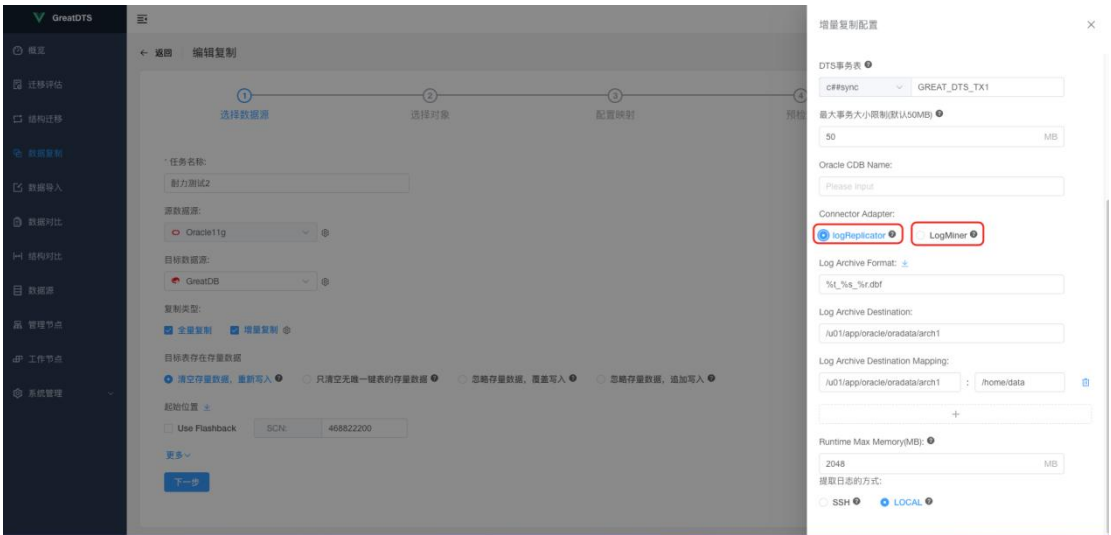 GreatDTS
概览
迁移评估
结构迁移
数据复制
数据导入
数据对比
结构对比
数据源
管理节点
工作节点
系统管理
← 返回 编辑复制
1 2 3 4
选择数据源 选择对象 配置映射 预检
* 任务名称:
耐力测试2
源数据源:
Oracle11g
目标数据源:
GreatDB
复制类型:
全量复制 增量复制
目标表存在存量数据
清空存量数据，重新写入 只清空无唯一键表的存量数据 忽略存量数据，覆盖写入 忽略存量数据，追加写入
起始位置
Use Flashback SCN: 468822200
更多
下一步
增量复制配置
DTS事务表
c##sync GREAT_DTS_TX1
最大事务大小限制(默认50MB)
50 MB
Oracle CDB Name:
Please input
Connector Adapter:
logReplicator LogMiner
Log Archive Format:
%t_%s_%r.dbf
Log Archive Destination:
/u01/app/oracle/oradata/arch1
Log Archive Destination Mapping:
/u01/app/oracle/oradata/arch1 : /home/data
+
Runtime Max Memory(MB):
2048 MB
提取日志的方式:
SSH LOCAL